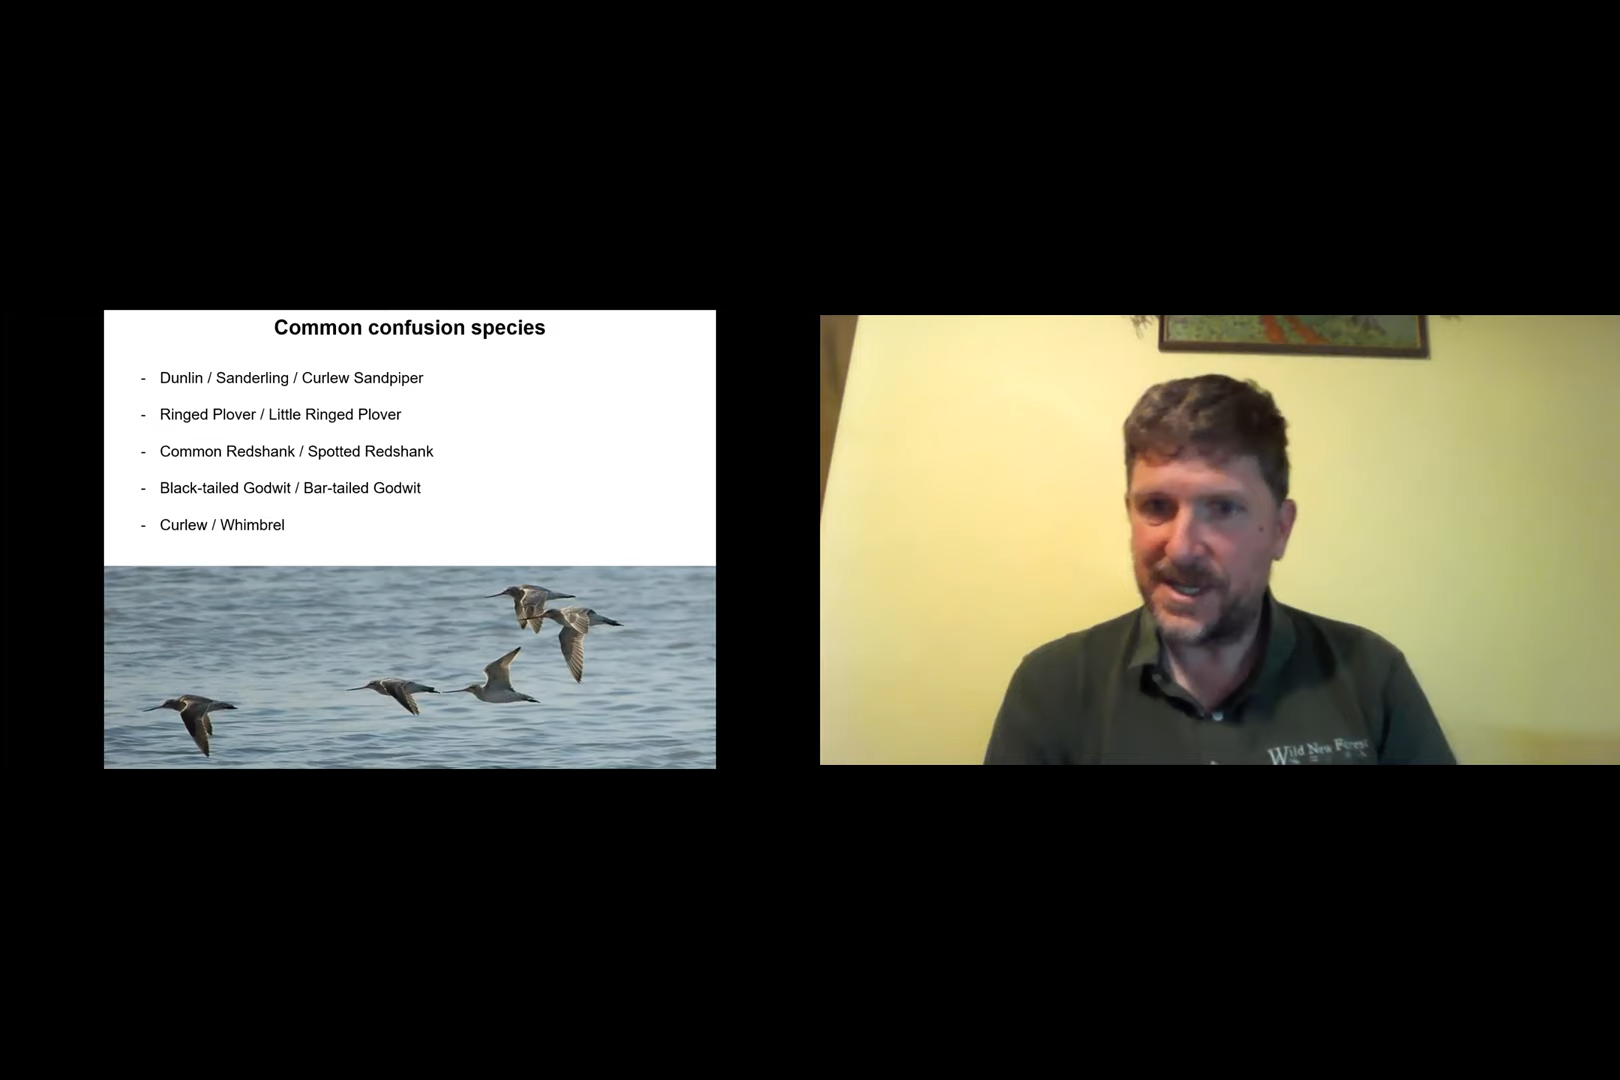 Common confusion species
- Dunlin / Sanderling / Curlew Sandpiper
- Ringed Plover / Little Ringed Plover
- Common Redshank / Spotted Redshank
- Black-tailed Godwit / Bar-tailed Godwit
- Curlew / Whimbrel
Wild New Forest